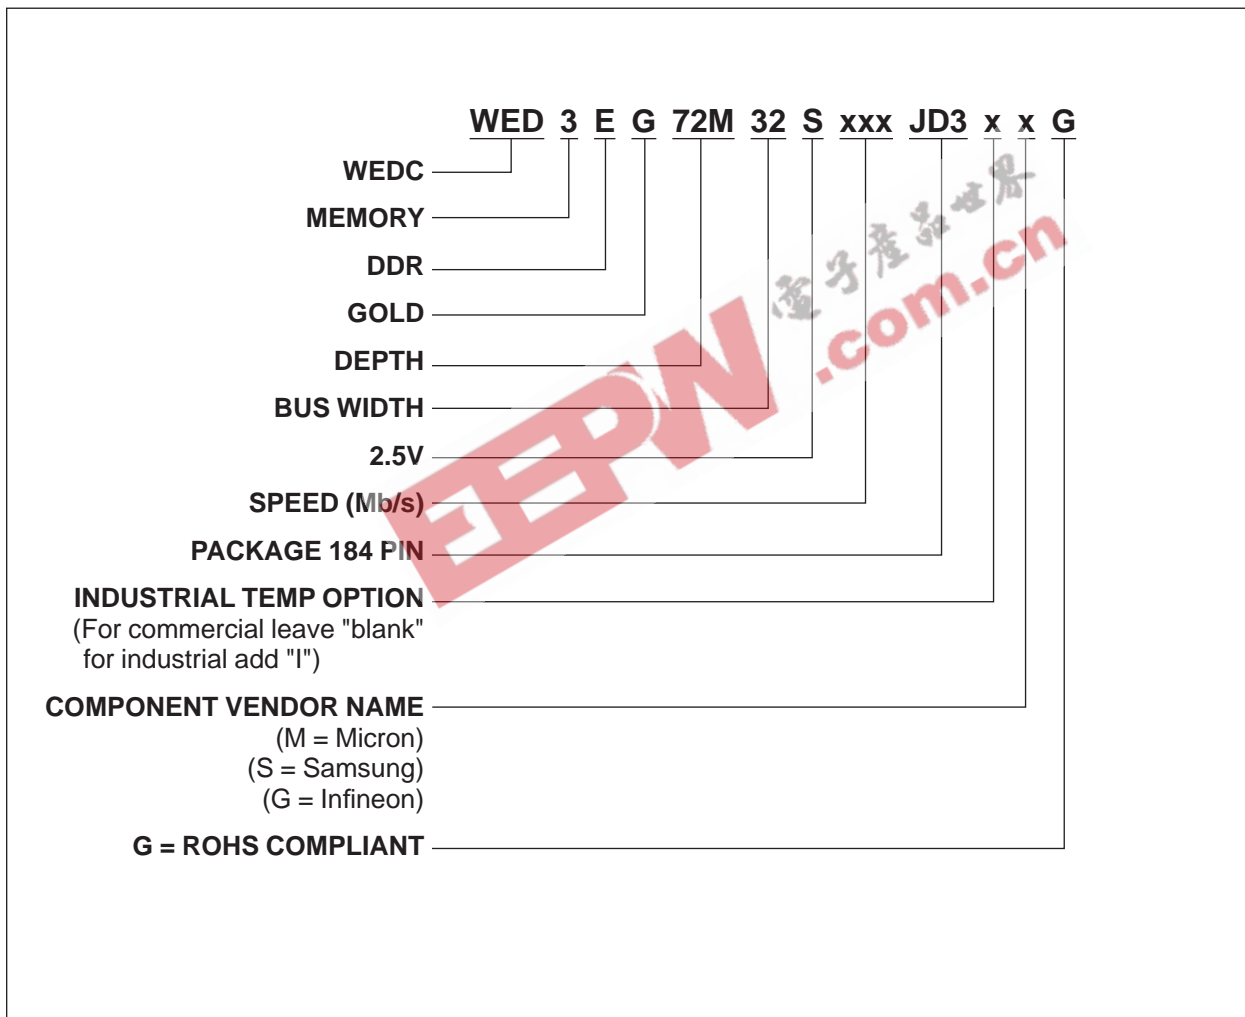 WED 3 E G 72M 32 S xxx JD3 x x G
WEDC
MEMORY
DDR
GOLD
DEPTH
BUS WIDTH
2.5V
SPEED (Mb/s)
PACKAGE 184 PIN
INDUSTRIAL TEMP OPTION
(For commercial leave "blank"
for industrial add "I")
COMPONENT VENDOR NAME
(M = Micron)
(S = Samsung)
(G = Infineon)
G = ROHS COMPLIANT
EEPW
電子產品世界
.com.cn